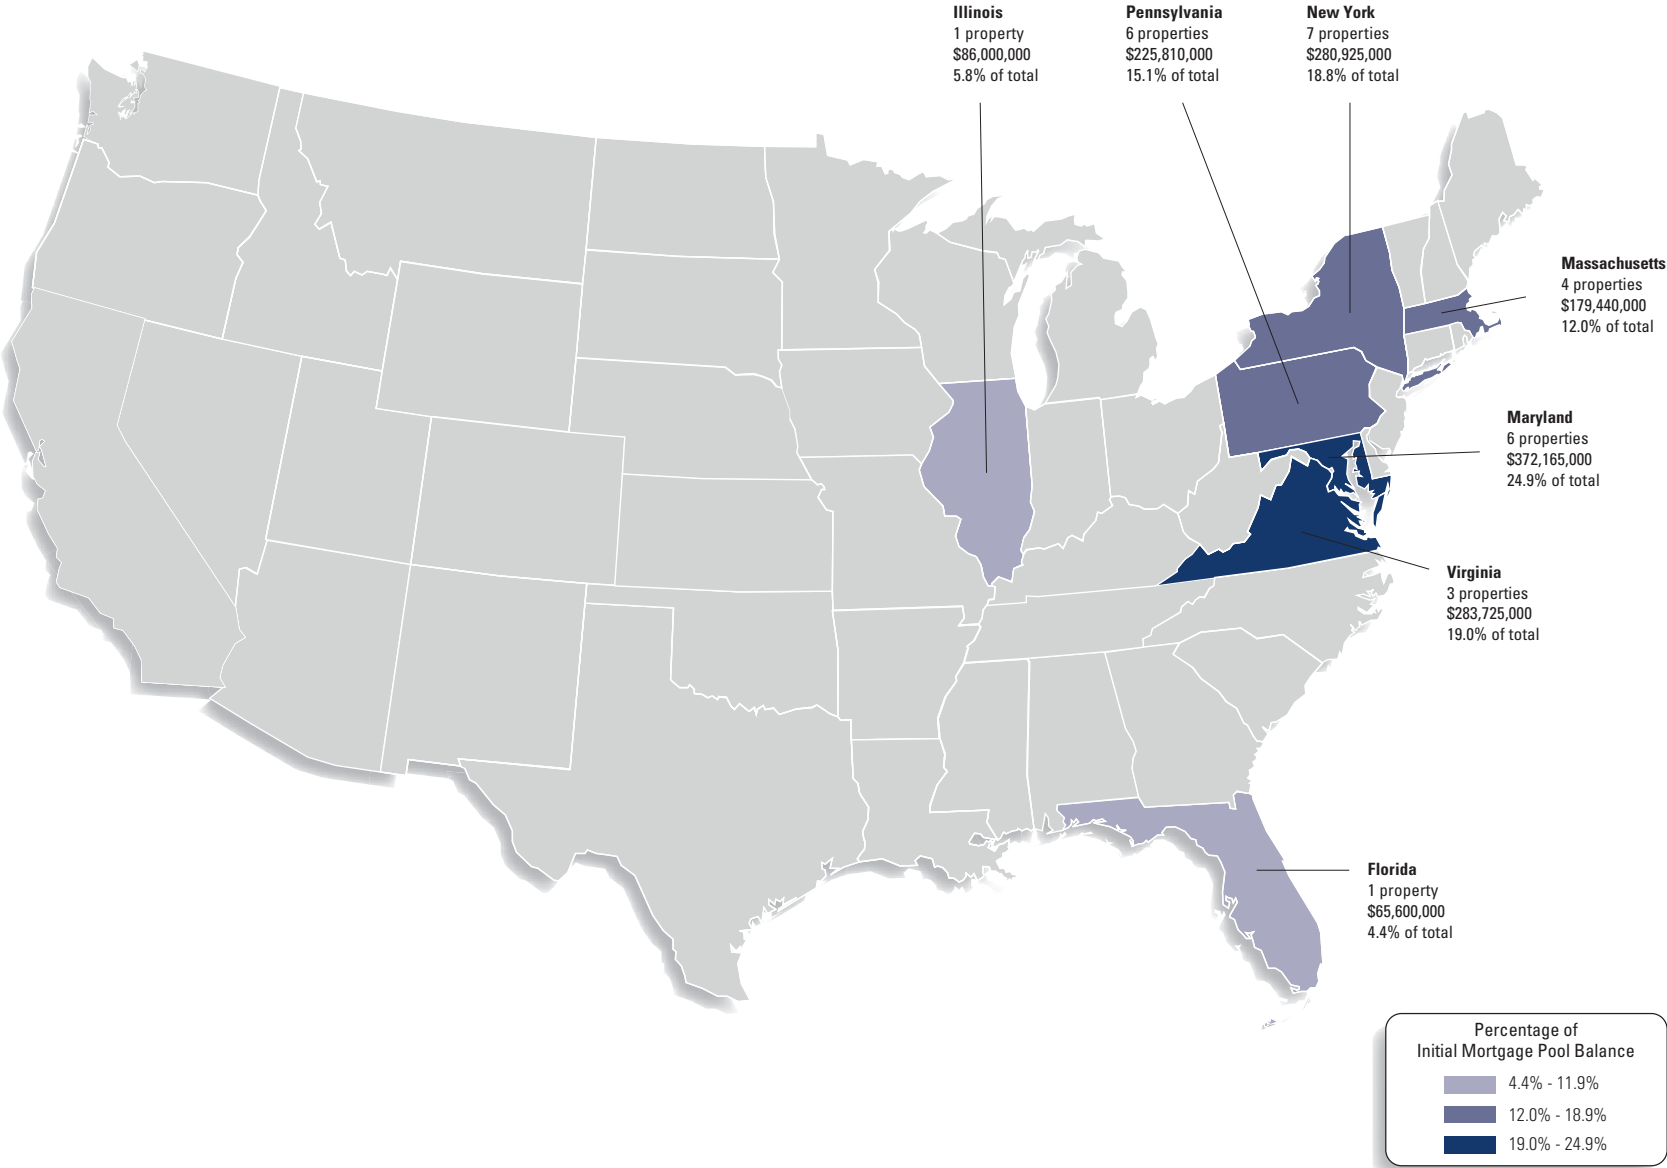 Illinois
1 property
$86,000,000
5.8% of total
Pennsylvania
6 properties
$225,810,000
15.1% of total
New York
7 properties
$280,925,000
18.8% of total
Massachusetts
4 properties
$179,440,000
12.0% of total
Maryland
6 properties
$372,165,000
24.9% of total
Virginia
3 properties
$283,725,000
19.0% of total
Florida
1 property
$65,600,000
4.4% of total
Percentage of
Initial Mortgage Pool Balance
4.4% - 11.9%
12.0% - 18.9%
19.0% - 24.9%